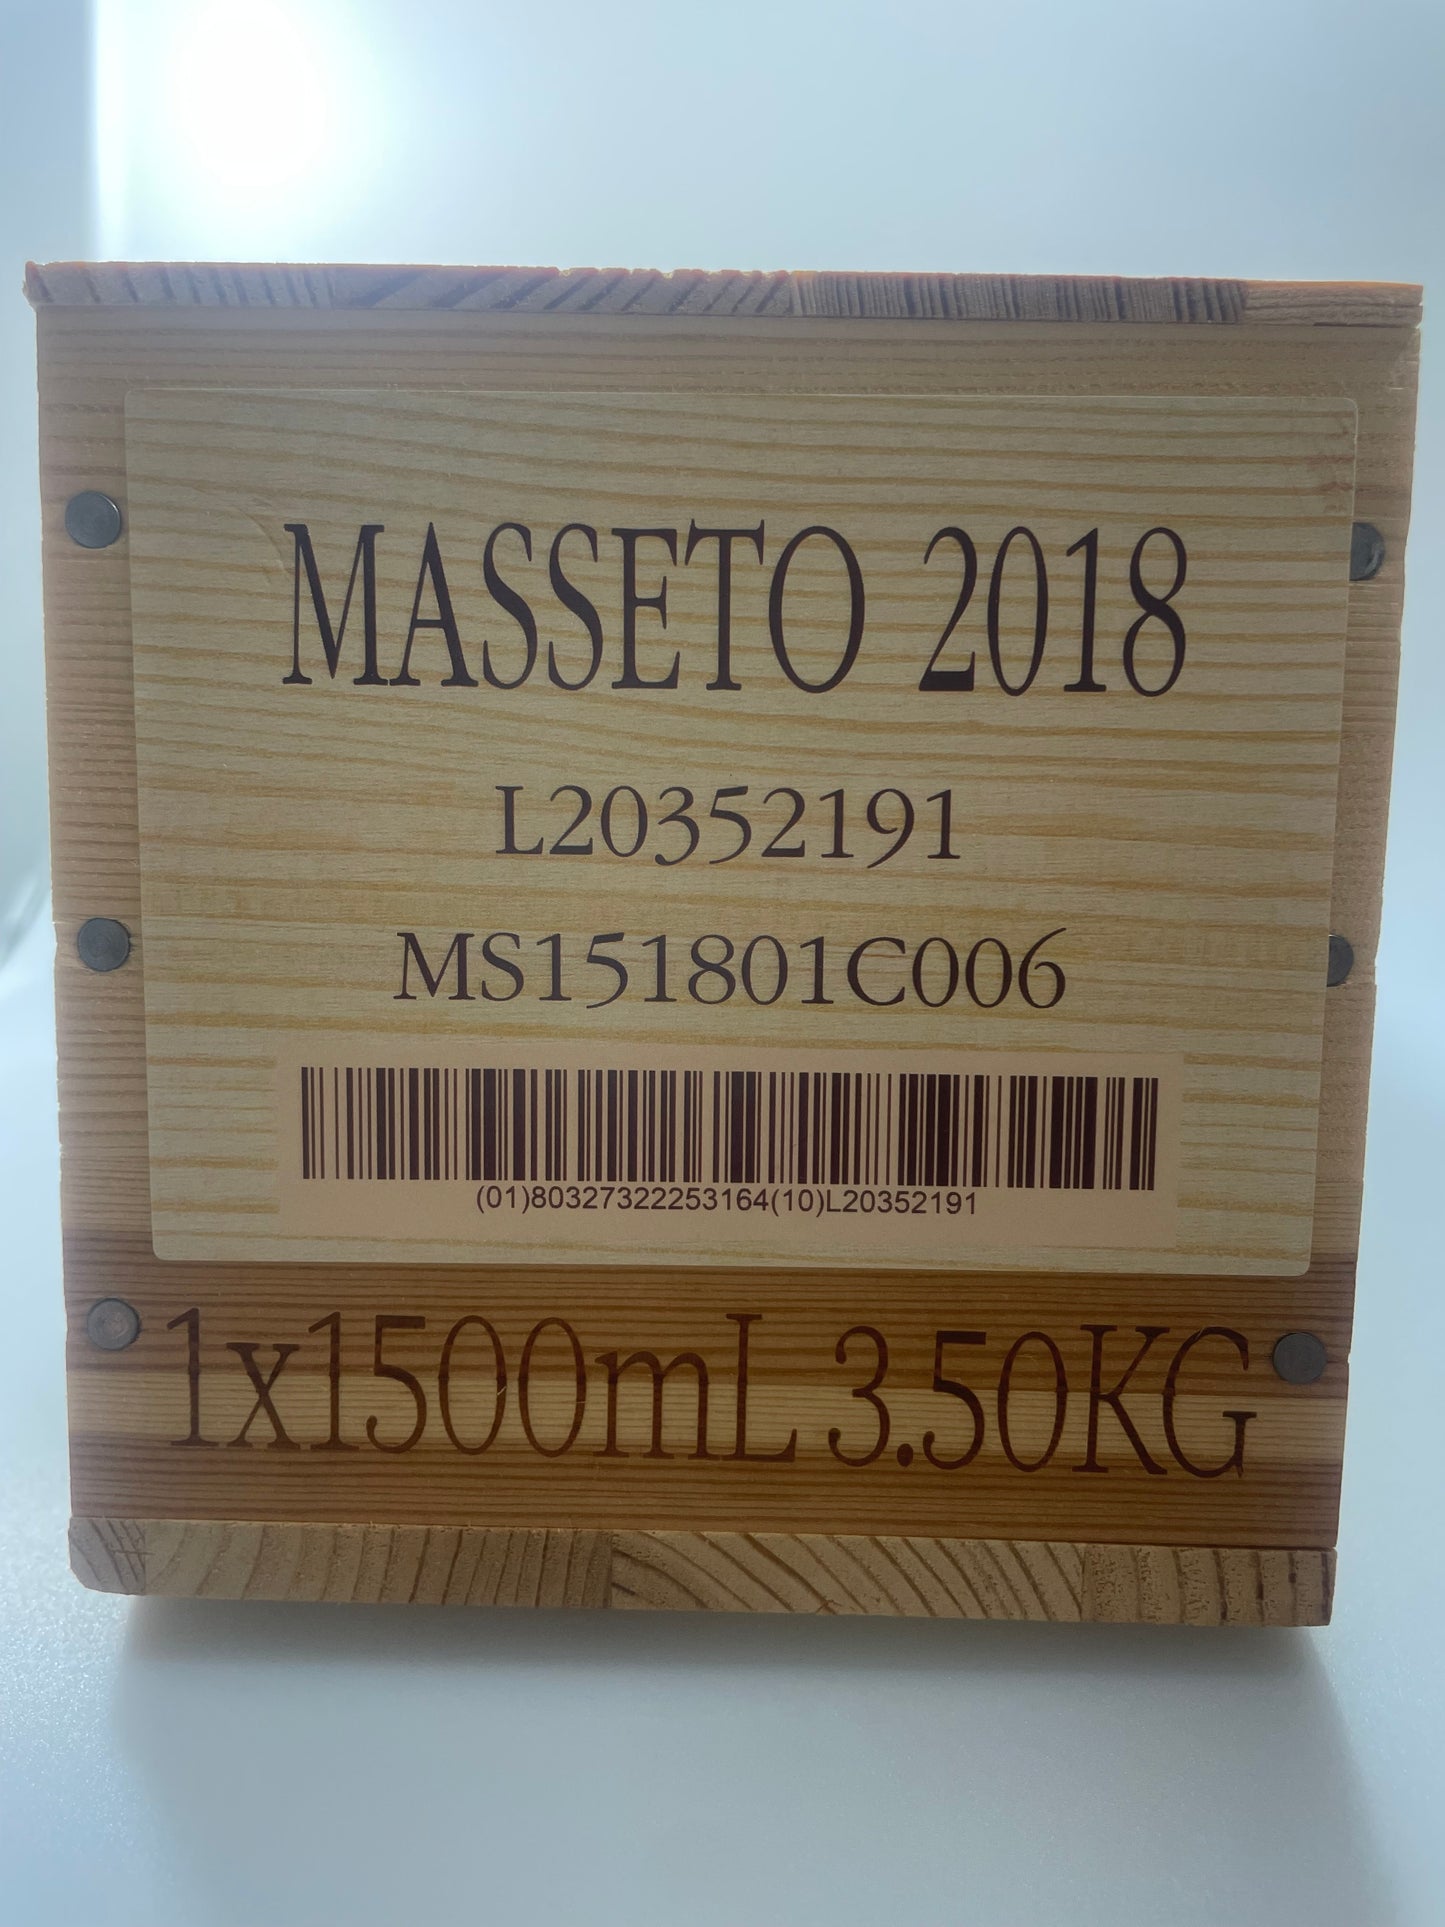 MASSETO 2018
L20352191
MS151801C006
(01)80327322253164(10)L20352191
1x1500mL 3.50KG